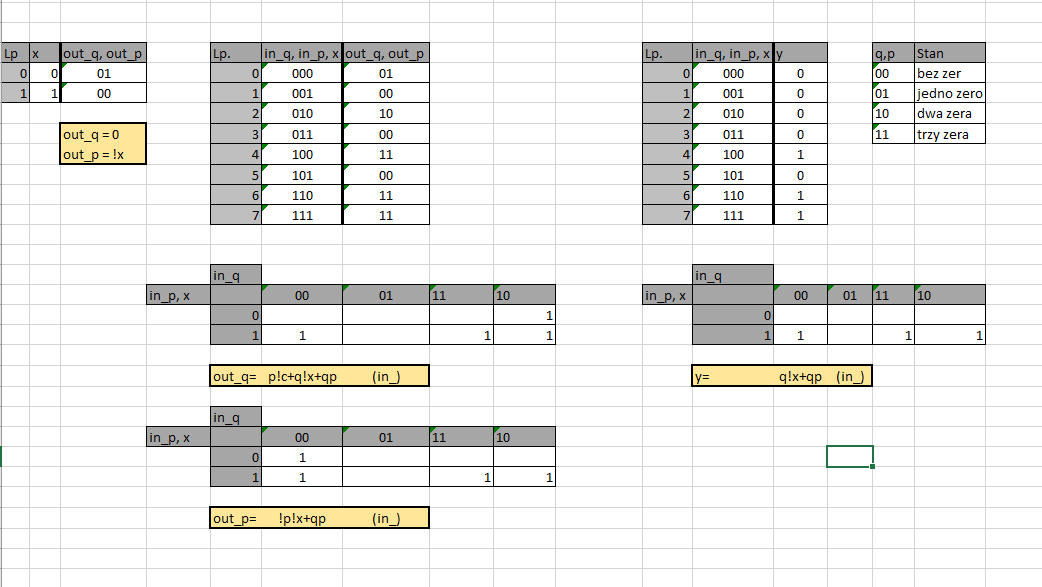 Lp x out_q, out_p
0 0 01
1 1 00
out_q = 0
out_p = !x
Lp. in_q, in_p, x out_q, out_p
0 000 01
1 001 00
2 010 10
3 011 00
4 100 11
5 101 00
6 110 11
7 111 11
Lp. in_q, in_p, x y
0 000 0
1 001 0
2 010 0
3 011 0
4 100 1
5 101 0
6 110 1
7 111 1
q,p Stan
00 bez zer
01 jedno zero
10 dwa zera
11 trzy zera
in_q
in_p, x 00 01 11 10
0 1
1 1 1 1
out_q= p!c+q!x+qp (in_)
in_q
in_p, x 00 01 11 10
0
1 1 1 1
y= q!x+qp (in_)
in_q
in_p, x 00 01 11 10
0 1
1 1 1 1
out_p= !p!x+qp (in_)